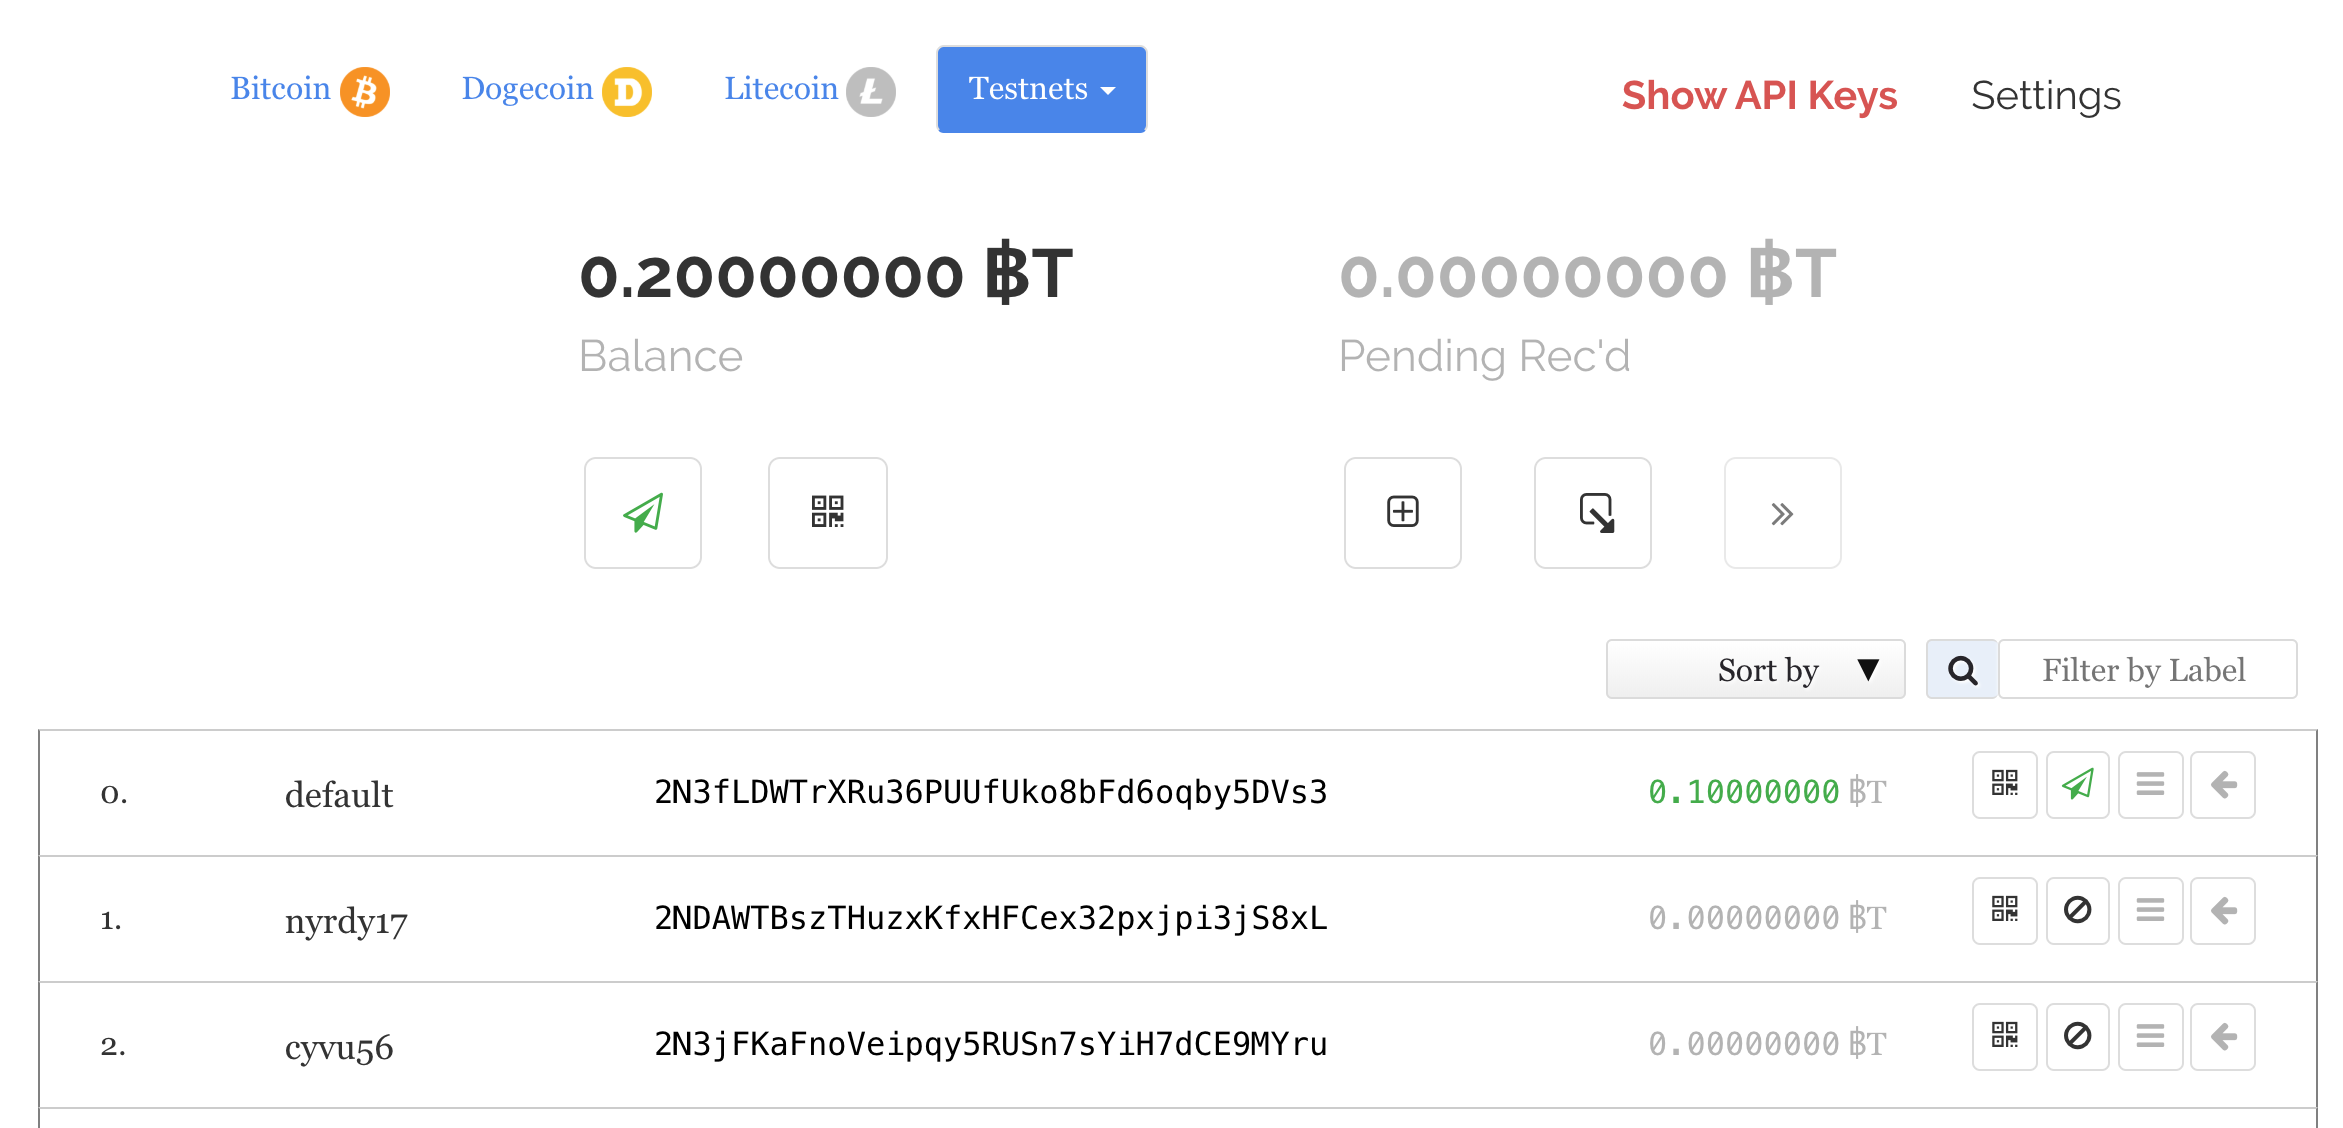 Bitcoin Dogecoin Litecoin Testnets Show API Keys Settings
0.20000000 ฿T 0.00000000 ฿T
Balance Pending Rec'd
Sort by ▼ Filter by Label
0. default 2N3fLDWTrXRu36PUUfUko8bFd6oqby5DVs3 0.10000000 ฿T
1. nyrdy17 2NDAWTBszTHuzxKfxHFCex32pxjpi3jS8xL 0.00000000 ฿T
2. cyvu56 2N3jFKaFnoVeipqy5RUSn7sYiH7dCE9MYru 0.00000000 ฿T